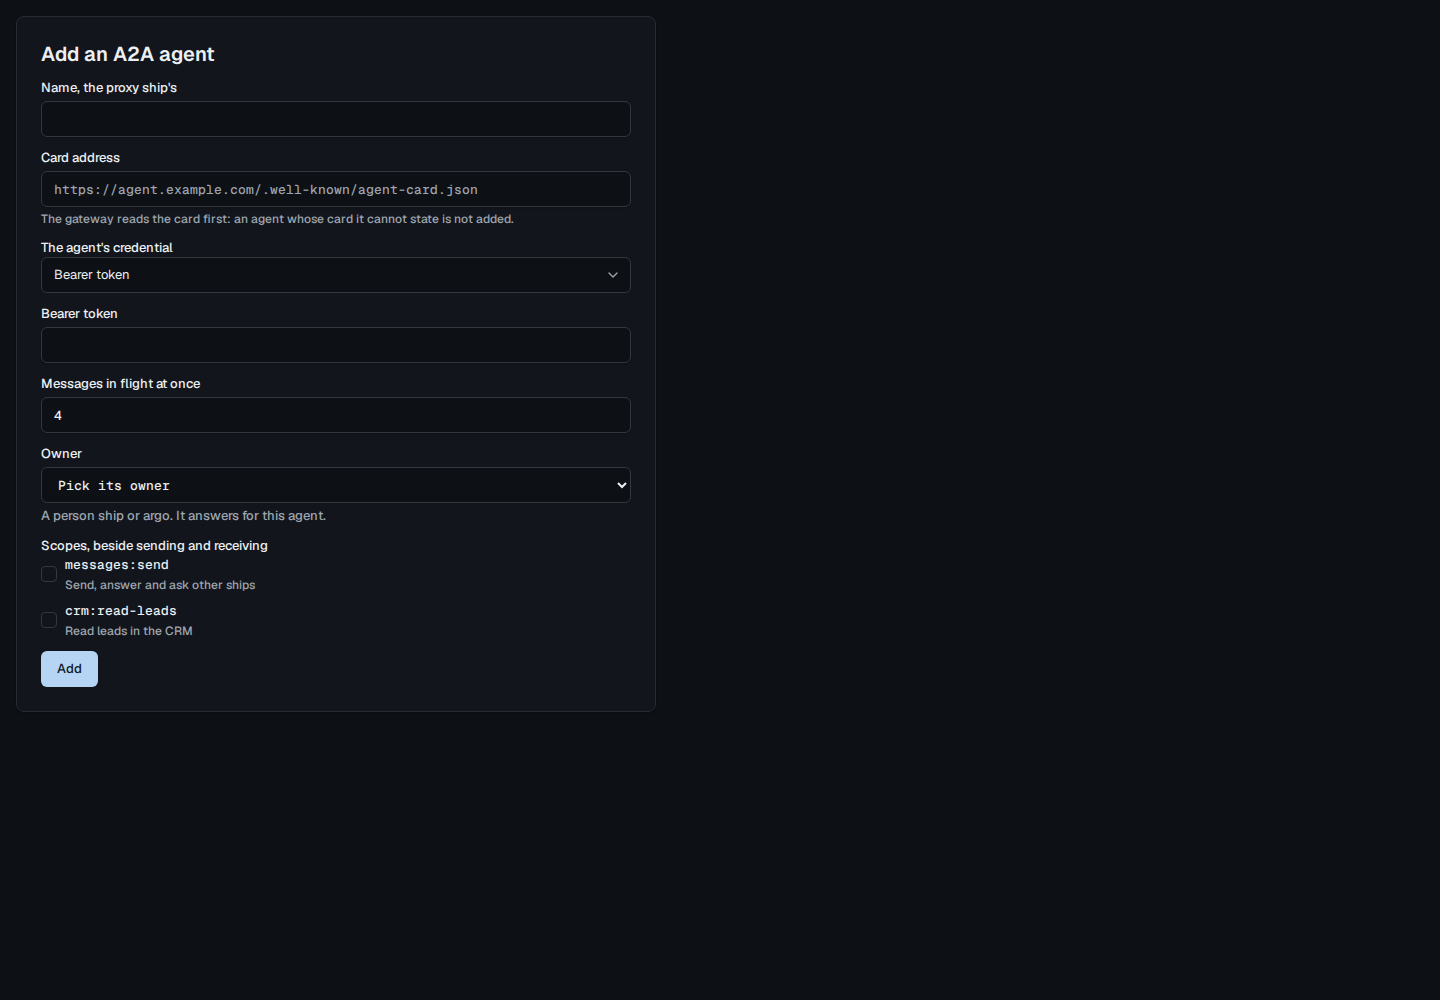 Add an A2A agent
Name, the proxy ship's
Card address
https://agent.example.com/.well-known/agent-card.json
The gateway reads the card first: an agent whose card it cannot state is not added.
The agent's credential
Bearer token
Bearer token
Messages in flight at once
4
Owner
Pick its owner
A person ship or argo. It answers for this agent.
Scopes, beside sending and receiving
messages:send
Send, answer and ask other ships
crm:read-leads
Read leads in the CRM
Add